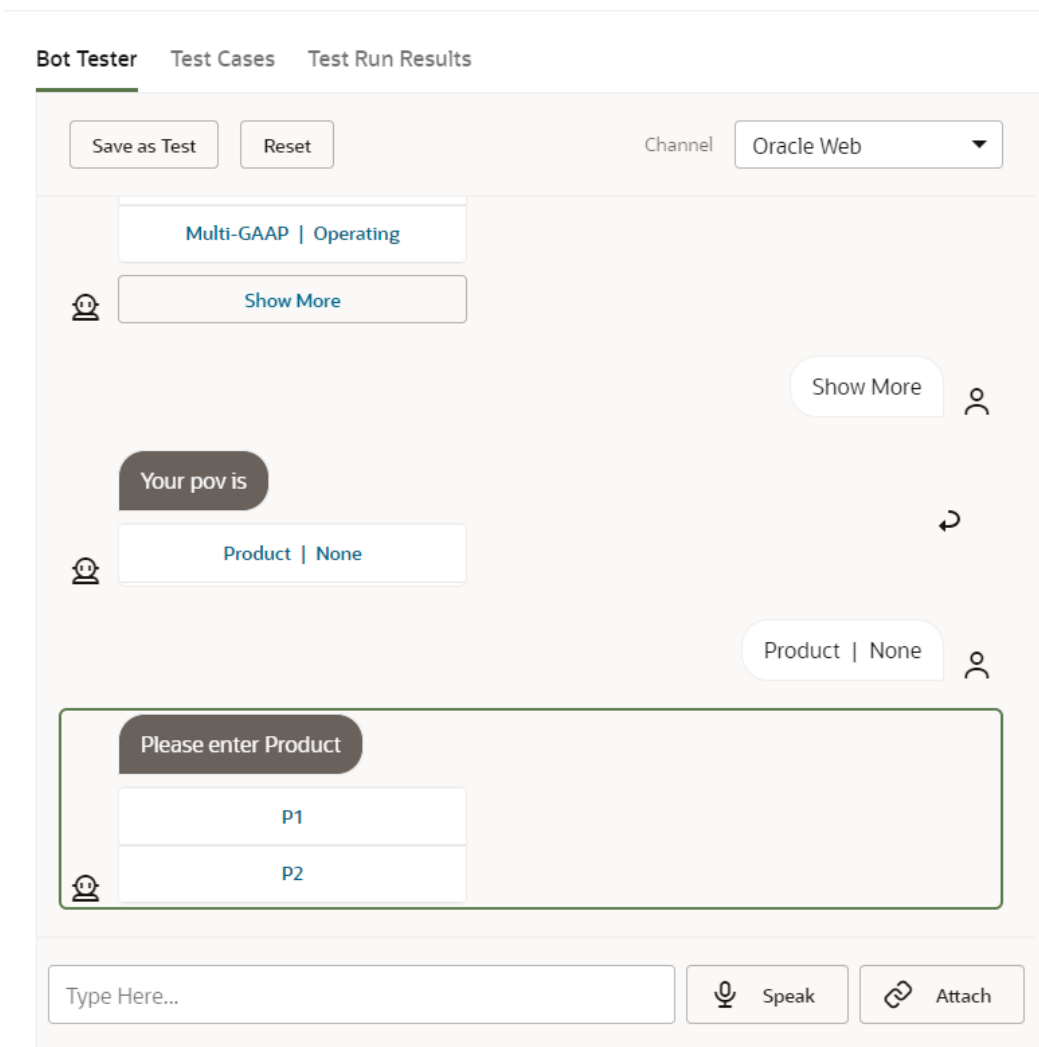 Bot Tester Test Cases Test Run Results
Save as Test Reset Channel Oracle Web
Multi-GAAP | Operating
Show More
Show More
Your pov is
Product | None
Product | None
Please enter Product
P1
P2
Type Here... Speak Attach